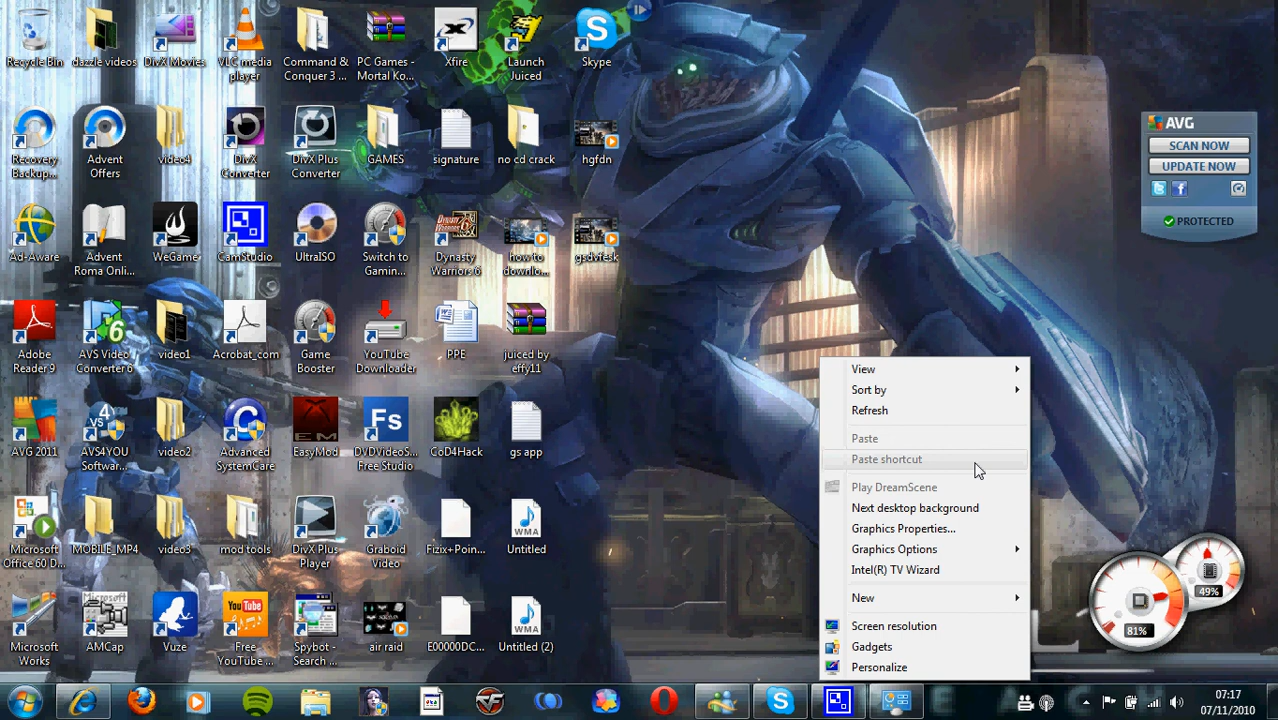 Recycle Bin
dazzle videos
DivX Movies
VLC media
player
Command &
Conquer 3 ...
PC Games -
Mortal Ko...
Xfire
Launch
Juiced
Skype
Recovery
Backup...
Advent
Offers
video4
DivX
Converter
DivX Plus
Converter
GAMES
signature
no cd crack
hgfdn
Ad-Aware
Advent
Roma Onli...
WeGame
CamStudio
UltraISO
Switch to
Gamin...
Dynasty
Warriors 6
how to
downlo...
gsdvfesk
Adobe
Reader 9
AVS Video
Converter 6
video1
Acrobat_com
Game
Booster
YouTube
Downloader
PPE
juiced by
effy11
AVG 2011
AVS4YOU
Softwar...
video2
Advanced
SystemCare
EasyMod
DVDVideoS...
Free Studio
CoD4Hack
gs app
Microsoft
Office 60 D...
MOBILE_MP4
video3
mod tools
DivX Plus
Player
Graboid
Video
Fizix+Poin...
Untitled
Microsoft
Works
AMCap
Vuze
Free
YouTube ...
Spybot -
Search ...
air raid
E00000DC...
Untitled (2)
AVG
SCAN NOW
UPDATE NOW
PROTECTED
View
Sort by
Refresh
Paste
Paste shortcut
Play DreamScene
Next desktop background
Graphics Properties...
Graphics Options
Intel(R) TV Wizard
New
Screen resolution
Gadgets
Personalize
81%
49%
07:17
07/11/2010